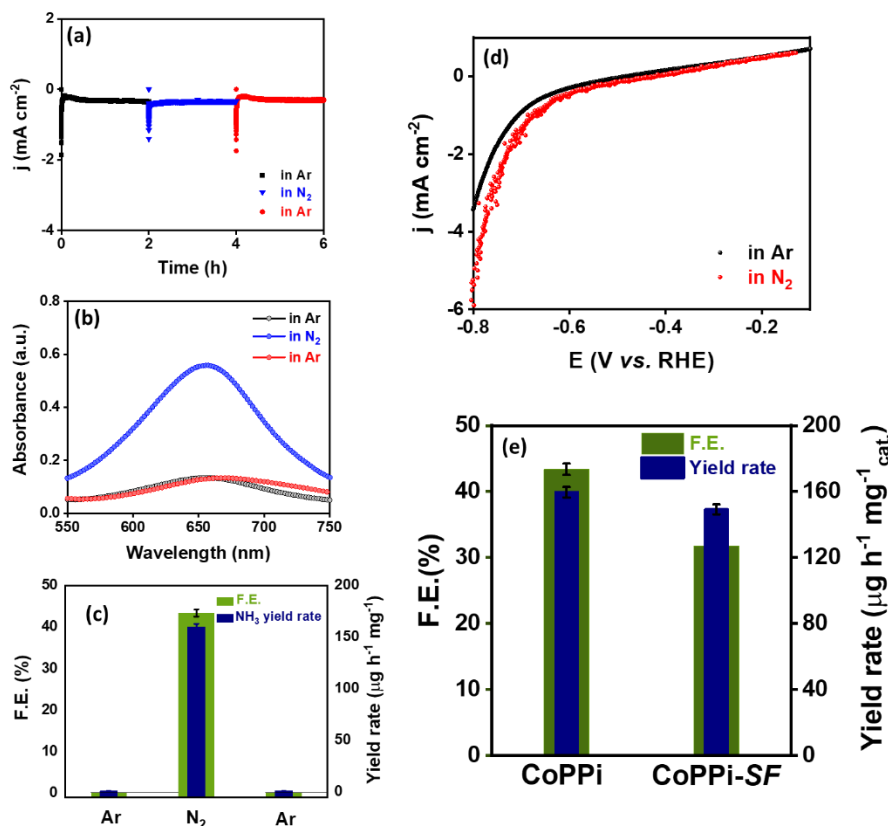 (a)
2
0
-2
-4
j (mA cm-2)
in Ar
in N2
in Ar
0 2 4 6
Time (h)
(b)
0.8
0.6
0.4
0.2
0.0
Absorbance (a.u.)
in Ar
in N2
in Ar
550 600 650 700 750
Wavelength (nm)
(c)
50
40
30
20
10
0
F.E. (%)
F.E.
NH3 yield rate
200
150
100
50
0
Yield rate (μg h-1 mg-1)
Ar N2 Ar
(d)
0
-2
-4
-6
j (mA cm-2)
in Ar
in N2
-0.8 -0.6 -0.4 -0.2
E (V vs. RHE)
(e)
50
40
30
20
10
0
F.E.(%)
F.E.
Yield rate
200
160
120
80
40
0
Yield rate (μg h-1 mg-1cat.)
CoPPi CoPPi-SF